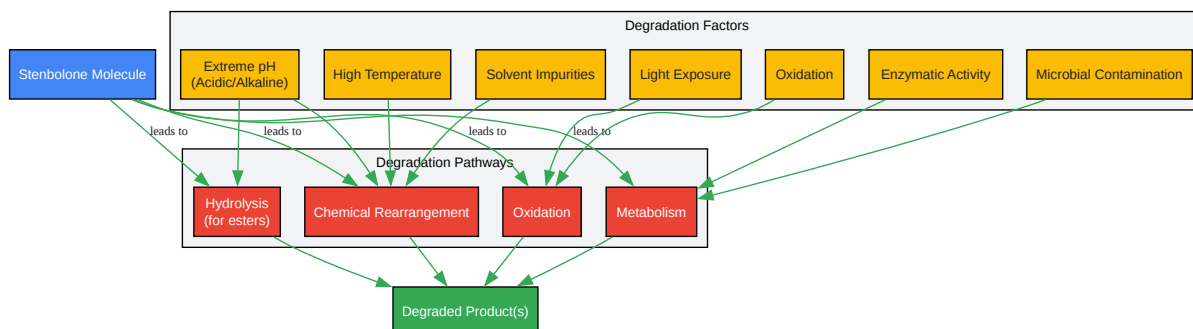 Degradation Factors
Stenbolone Molecule
Extreme pH
(Acidic/Alkaline)
High Temperature
Solvent Impurities
Light Exposure
Oxidation
Enzymatic Activity
Microbial Contamination
leads to
leads to
leads to
leads to
Degradation Pathways
Hydrolysis
(for esters)
Chemical Rearrangement
Oxidation
Metabolism
Degraded Product(s)